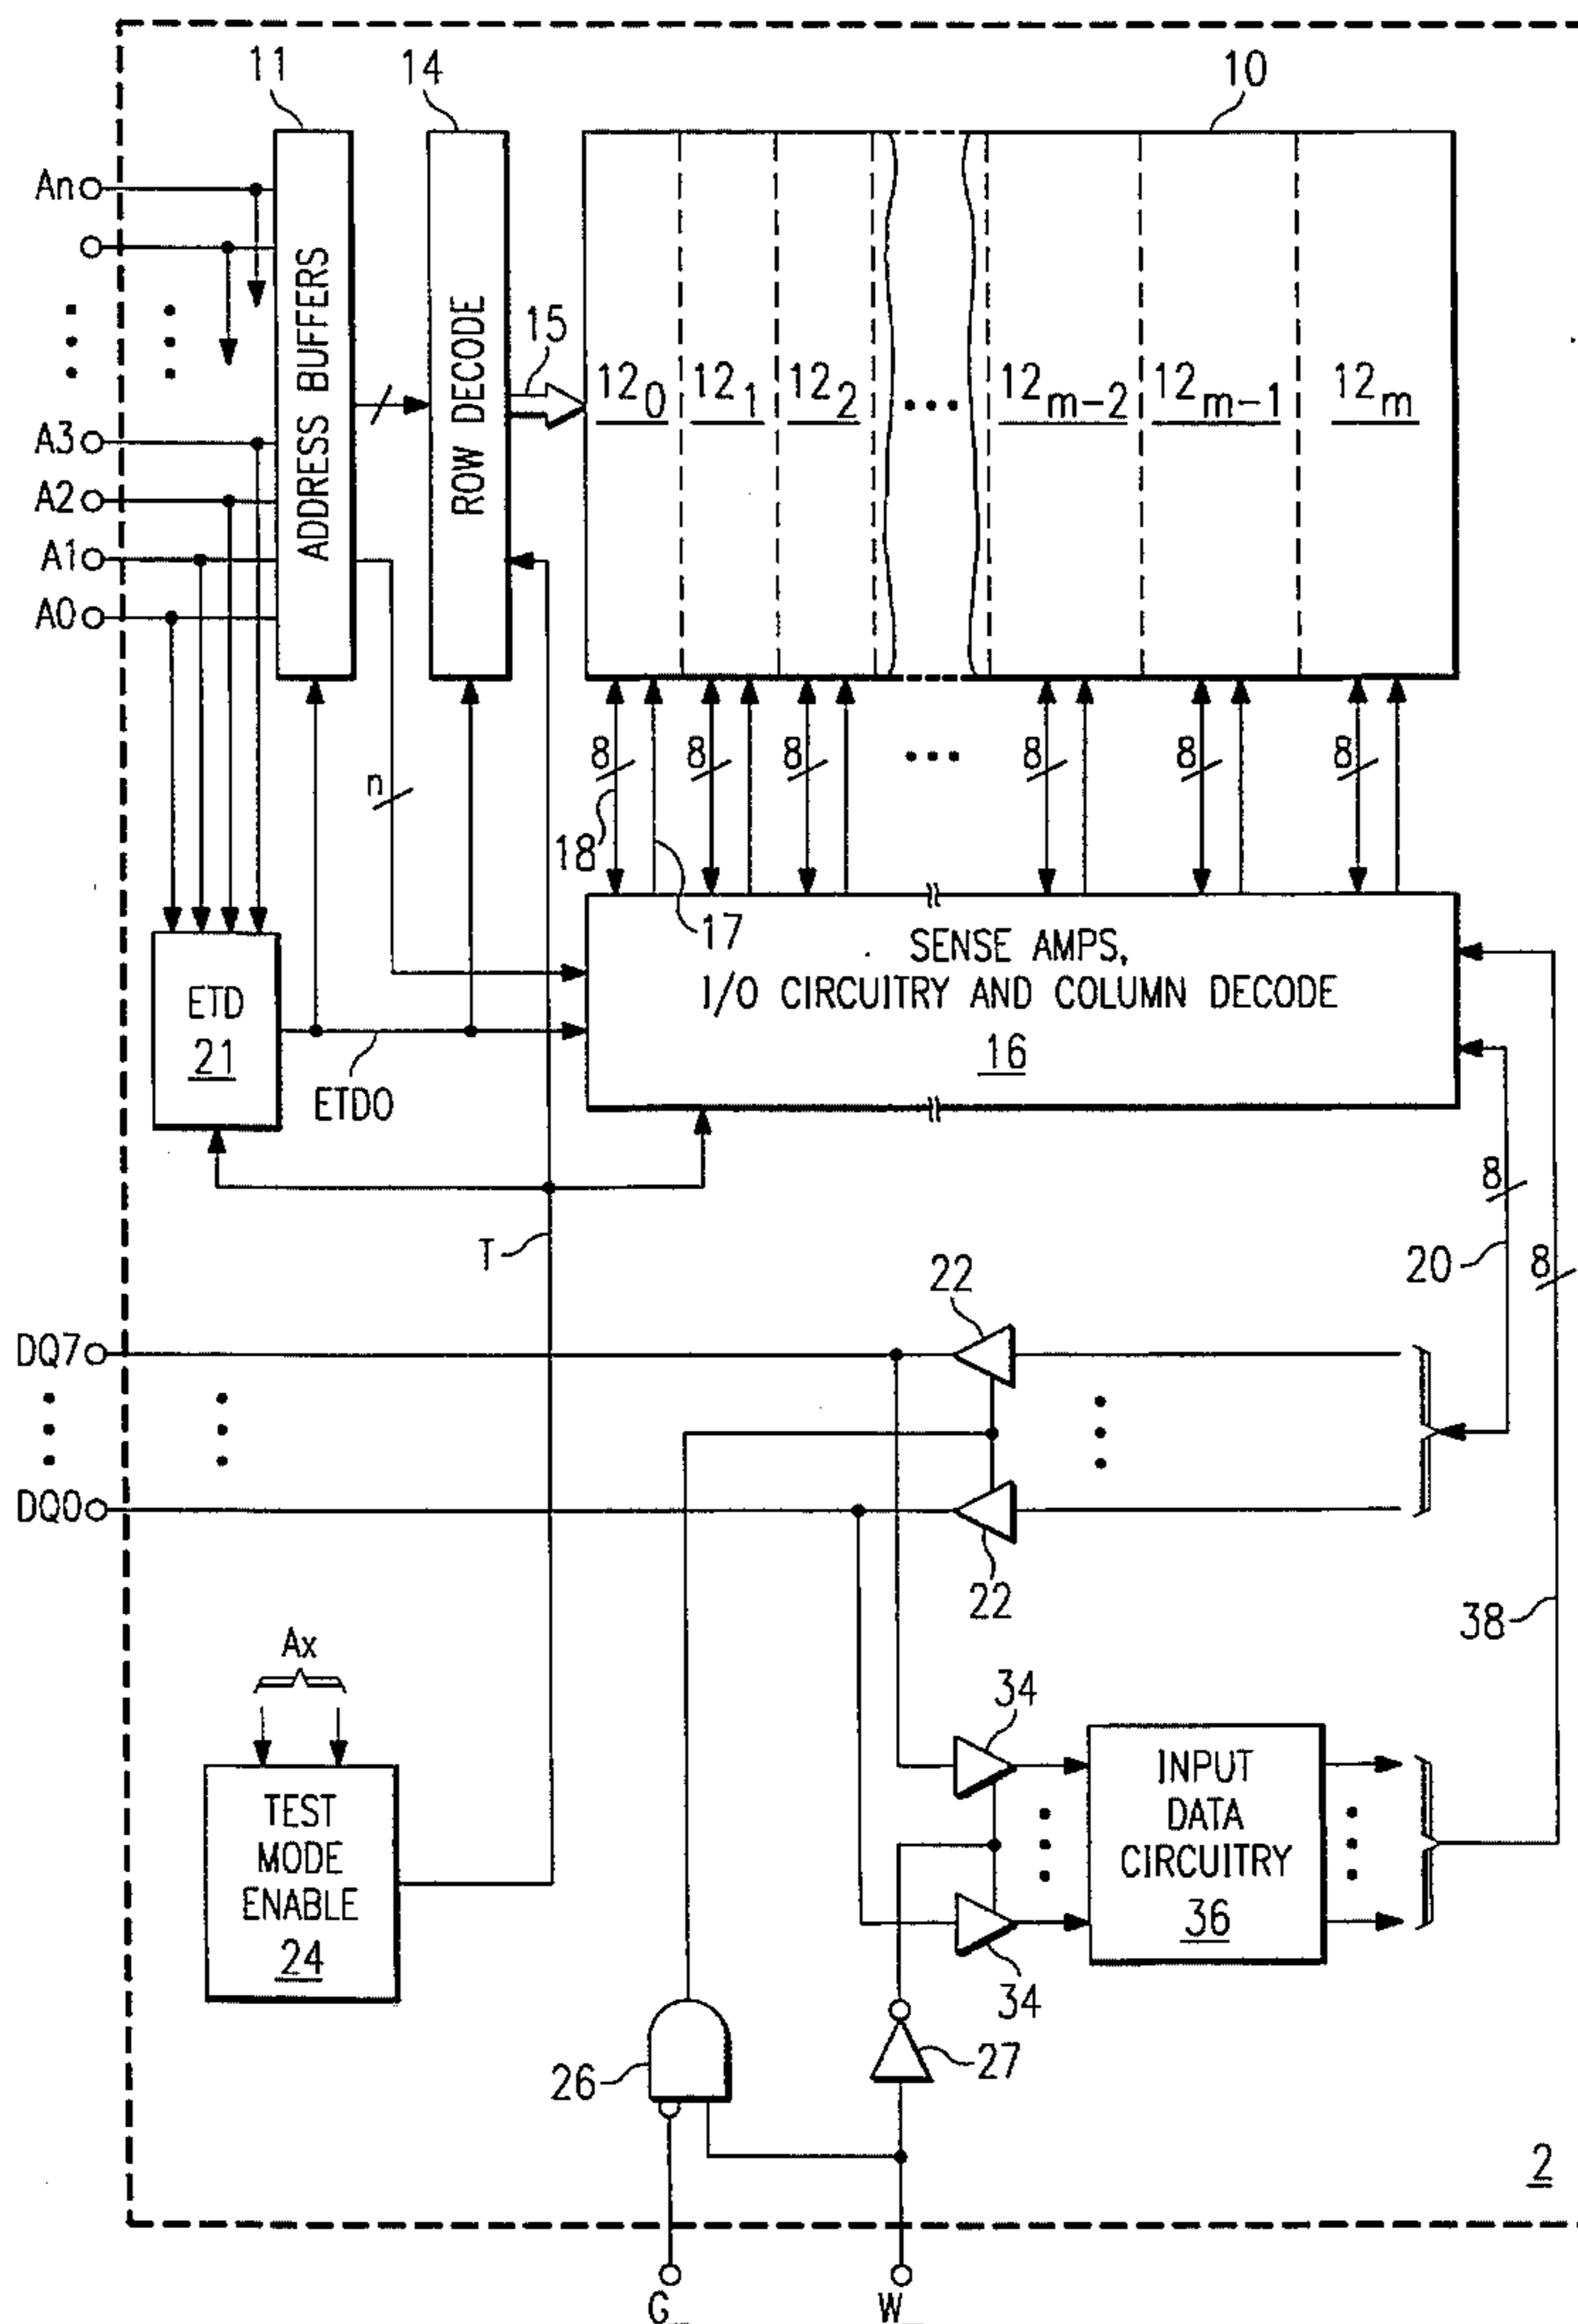 11
14
10
An
ADDRESS BUFFERS
ROW DECODE
15
12₀
12₁
12₂
12ₘ₋₂
12ₘ₋₁
12ₘ
A3
A2
A1
A0
8
8
8
8
8
8
n
18
17
ETD
21
ETDO
SENSE AMPS,
I/O CIRCUITRY AND COLUMN DECODE
16
8
T
20
8
22
DQ7
DQ0
22
38
Ax
34
TEST
MODE
ENABLE
24
INPUT
DATA
CIRCUITRY
36
34
26
27
2
G_
W_